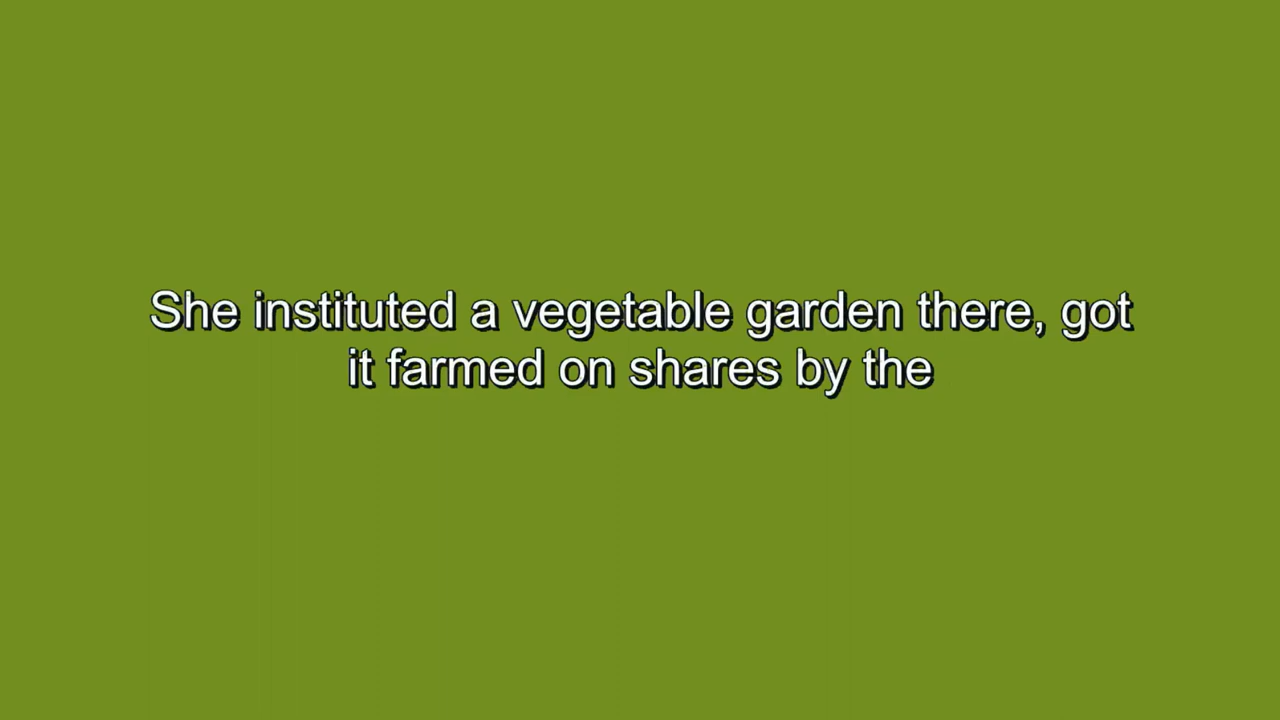 She instituted a vegetable garden there, got
it farmed on shares by the